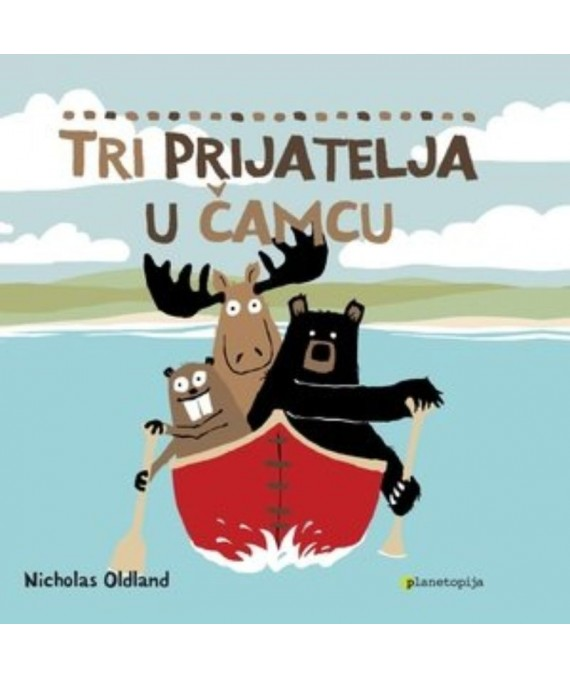 TRI PRIJATELJA
U ČAMCU
Nicholas Oldland
planetopija